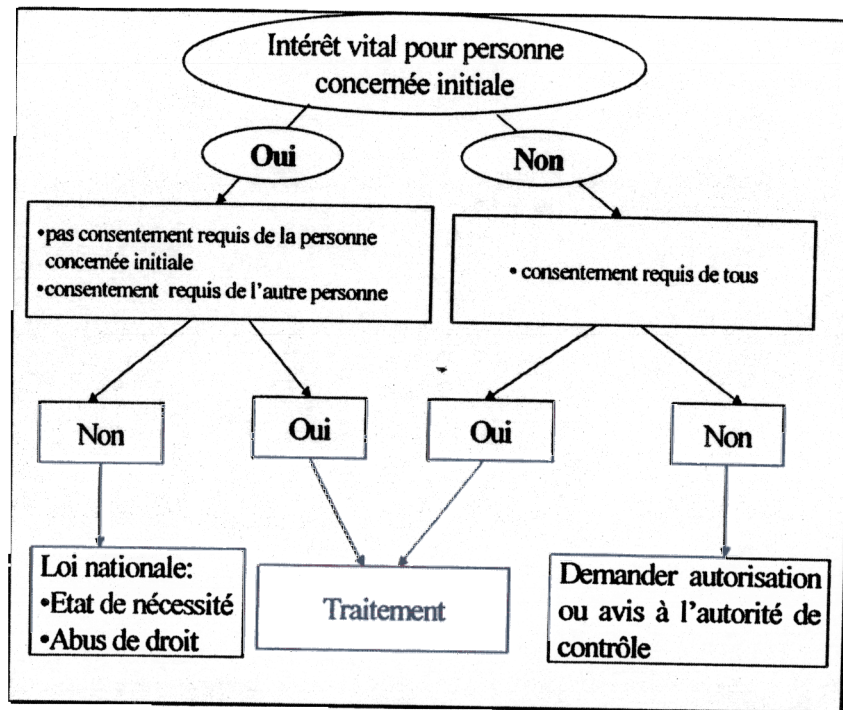 Intérêt vital pour personne
concernée initiale
Oui
Non
•pas consentement requis de la personne
concernée initiale
•consentement requis de l'autre personne
• consentement requis de tous
Non
Oui
Oui
Non
Loi nationale:
•Etat de nécessité
•Abus de droit
Traitement
Demander autorisation
ou avis à l'autorité de
contrôle